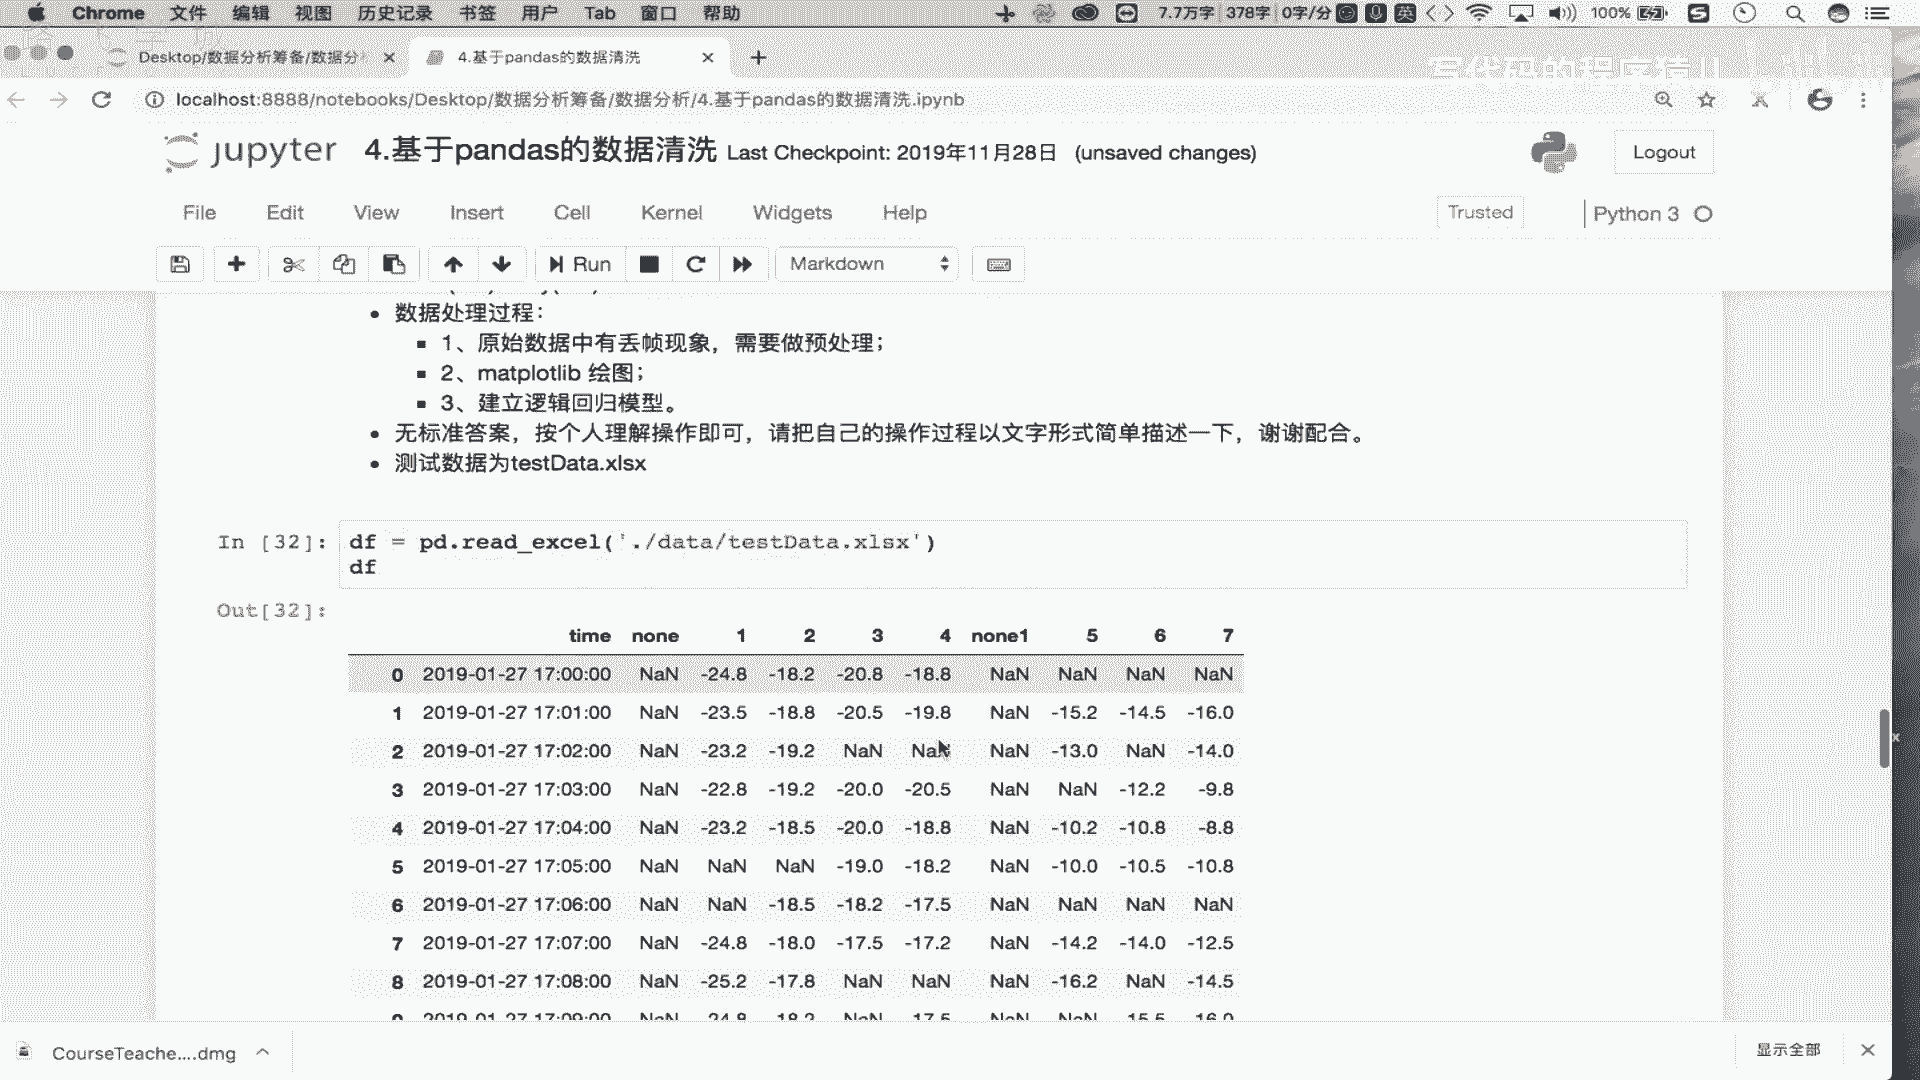 Chrome 文件 编辑 视图 历史记录 书签 用户 Tab 窗口 帮助 7.7万字 378字 0字/分 英 100%
Desktop/数据分析筹备/数据分 4.基于pandas的数据清洗
写代码的程序猿儿
localhost:8888/notebooks/Desktop/数据分析筹备/数据分析/4.基于pandas的数据清洗.ipynb
jupyter 4.基于pandas的数据清洗 Last Checkpoint: 2019年11月28日 (unsaved changes) Logout
File Edit View Insert Cell Kernel Widgets Help Trusted Python 3
Run Markdown
数据处理过程：
1、原始数据中有丢帧现象，需要做预处理；
2、matplotlib 绘图；
3、建立逻辑回归模型。
无标准答案，按个人理解操作即可，请把自己的操作过程以文字形式简单描述一下，谢谢配合。
测试数据为testData.xlsx
In [32]: df = pd.read_excel('./data/testData.xlsx')
df
Out[32]:
time none 1 2 3 4 none1 5 6 7
0 2019-01-27 17:00:00 NaN -24.8 -18.2 -20.8 -18.8 NaN NaN NaN NaN
1 2019-01-27 17:01:00 NaN -23.5 -18.8 -20.5 -19.8 NaN -15.2 -14.5 -16.0
2 2019-01-27 17:02:00 NaN -23.2 -19.2 NaN NaN NaN -13.0 NaN -14.0
3 2019-01-27 17:03:00 NaN -22.8 -19.2 -20.0 -20.5 NaN NaN -12.2 -9.8
4 2019-01-27 17:04:00 NaN -23.2 -18.5 -20.0 -18.8 NaN -10.2 -10.8 -8.8
5 2019-01-27 17:05:00 NaN NaN NaN -19.0 -18.2 NaN -10.0 -10.5 -10.8
6 2019-01-27 17:06:00 NaN NaN -18.5 -18.2 -17.5 NaN NaN NaN NaN
7 2019-01-27 17:07:00 NaN -24.8 -18.0 -17.5 -17.2 NaN -14.2 -14.0 -12.5
8 2019-01-27 17:08:00 NaN -25.2 -17.8 NaN NaN NaN -16.2 NaN -14.5
9 2019-01-27 17:09:00 NaN -24.8 -18.2 NaN -17.5 NaN NaN -15.5 -16.0
CourseTeache....dmg 显示全部